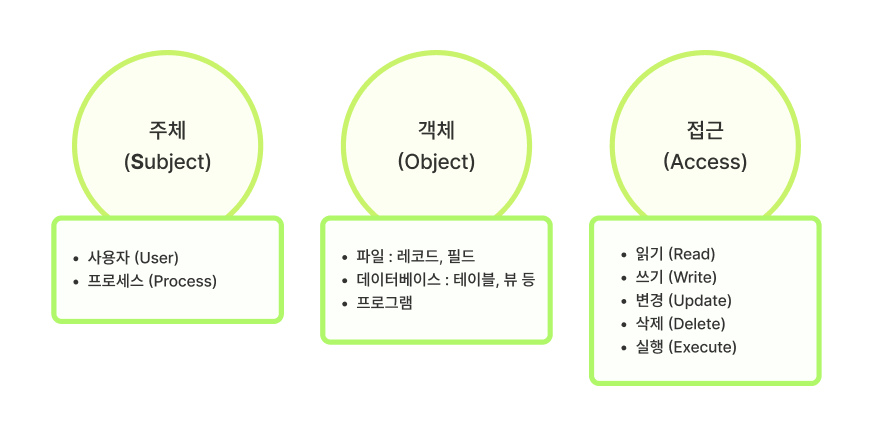 주체
(Subject)
• 사용자 (User)
• 프로세스 (Process)
객체
(Object)
• 파일 : 레코드, 필드
• 데이터베이스 : 테이블, 뷰 등
• 프로그램
접근
(Access)
• 읽기 (Read)
• 쓰기 (Write)
• 변경 (Update)
• 삭제 (Delete)
• 실행 (Execute)